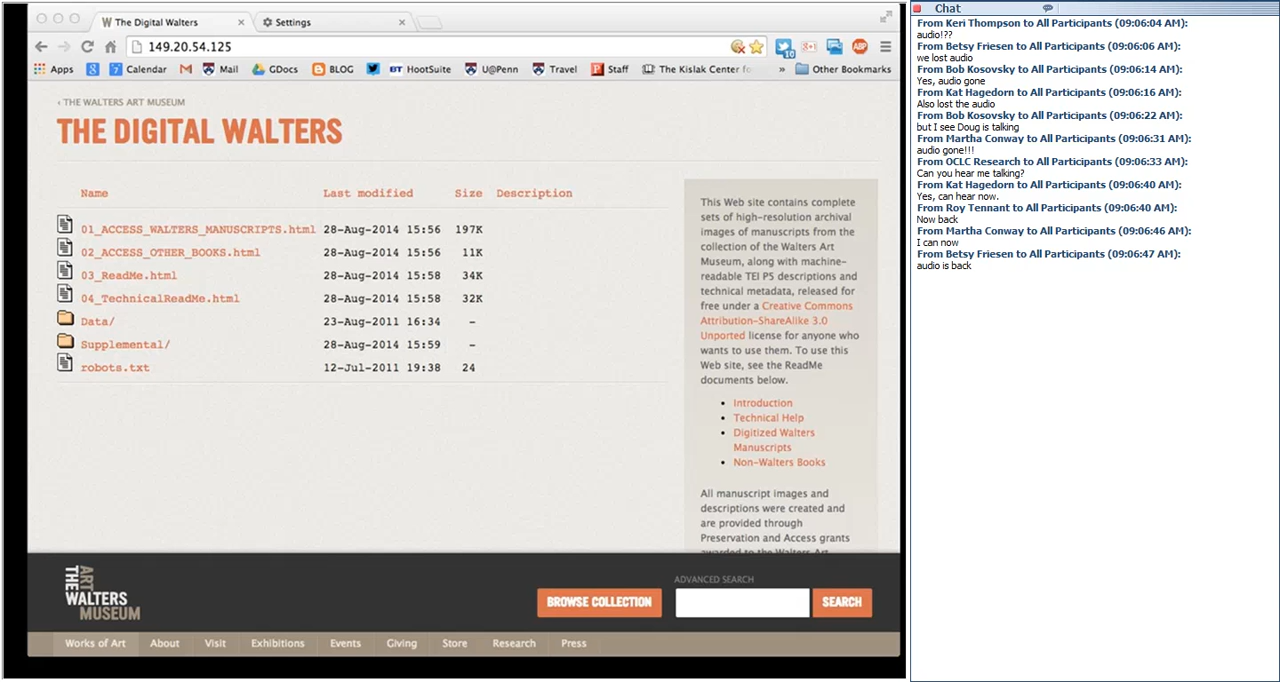 The Digital Walters
Settings
149.20.54.125
Apps Calendar Mail GDocs BLOG HootSuite U@Penn Travel Staff The Kislak Center fo » Other Bookmarks
‹ THE WALTERS ART MUSEUM
THE DIGITAL WALTERS
Name Last modified Size Description
01_ACCESS_WALTERS_MANUSCRIPTS.html 28-Aug-2014 15:56 197K
02_ACCESS_OTHER_BOOKS.html 28-Aug-2014 15:56 11K
03_ReadMe.html 28-Aug-2014 15:58 34K
04_TechnicalReadMe.html 28-Aug-2014 15:58 32K
Data/ 23-Aug-2011 16:34 -
Supplemental/ 28-Aug-2014 15:59 -
robots.txt 12-Jul-2011 19:38 24
This Web site contains complete
sets of high-resolution archival
images of manuscripts from the
collection of the Walters Art
Museum, along with machine-
readable TEI P5 descriptions and
technical metadata, released for
free under a Creative Commons
Attribution-ShareAlike 3.0
Unported license for anyone who
wants to use them. To use this
Web site, see the ReadMe
documents below.
• Introduction
• Technical Help
• Digitized Walters
Manuscripts
• Non-Walters Books
All manuscript images and
descriptions were created and
are provided through
Preservation and Access grants
awarded to the Walters Art
THE WALTERS ART MUSEUM
BROWSE COLLECTION
ADVANCED SEARCH
SEARCH
Works of Art About Visit Exhibitions Events Giving Store Research Press
Chat
From Keri Thompson to All Participants (09:06:04 AM):
audio!??
From Betsy Friesen to All Participants (09:06:06 AM):
we lost audio
From Bob Kosovsky to All Participants (09:06:14 AM):
Yes, audio gone
From Kat Hagedorn to All Participants (09:06:16 AM):
Also lost the audio
From Bob Kosovsky to All Participants (09:06:22 AM):
but I see Doug is talking
From Martha Conway to All Participants (09:06:31 AM):
audio gone!!!
From OCLC Research to All Participants (09:06:33 AM):
Can you hear me talking?
From Kat Hagedorn to All Participants (09:06:40 AM):
Yes, can hear now.
From Roy Tennant to All Participants (09:06:40 AM):
Now back
From Martha Conway to All Participants (09:06:46 AM):
I can now
From Betsy Friesen to All Participants (09:06:47 AM):
audio is back